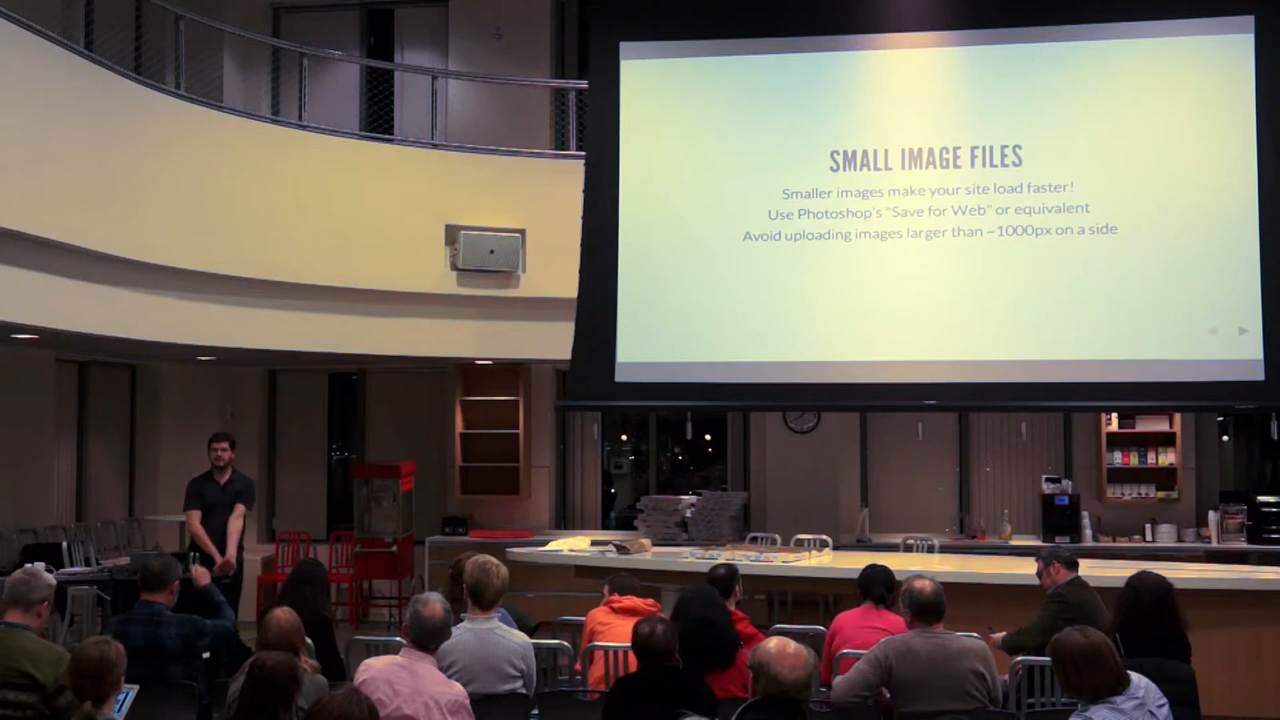 SMALL IMAGE FILES
Smaller images make your site load faster!
Use Photoshop's "Save for Web" or equivalent
Avoid uploading images larger than ~1000px on a side